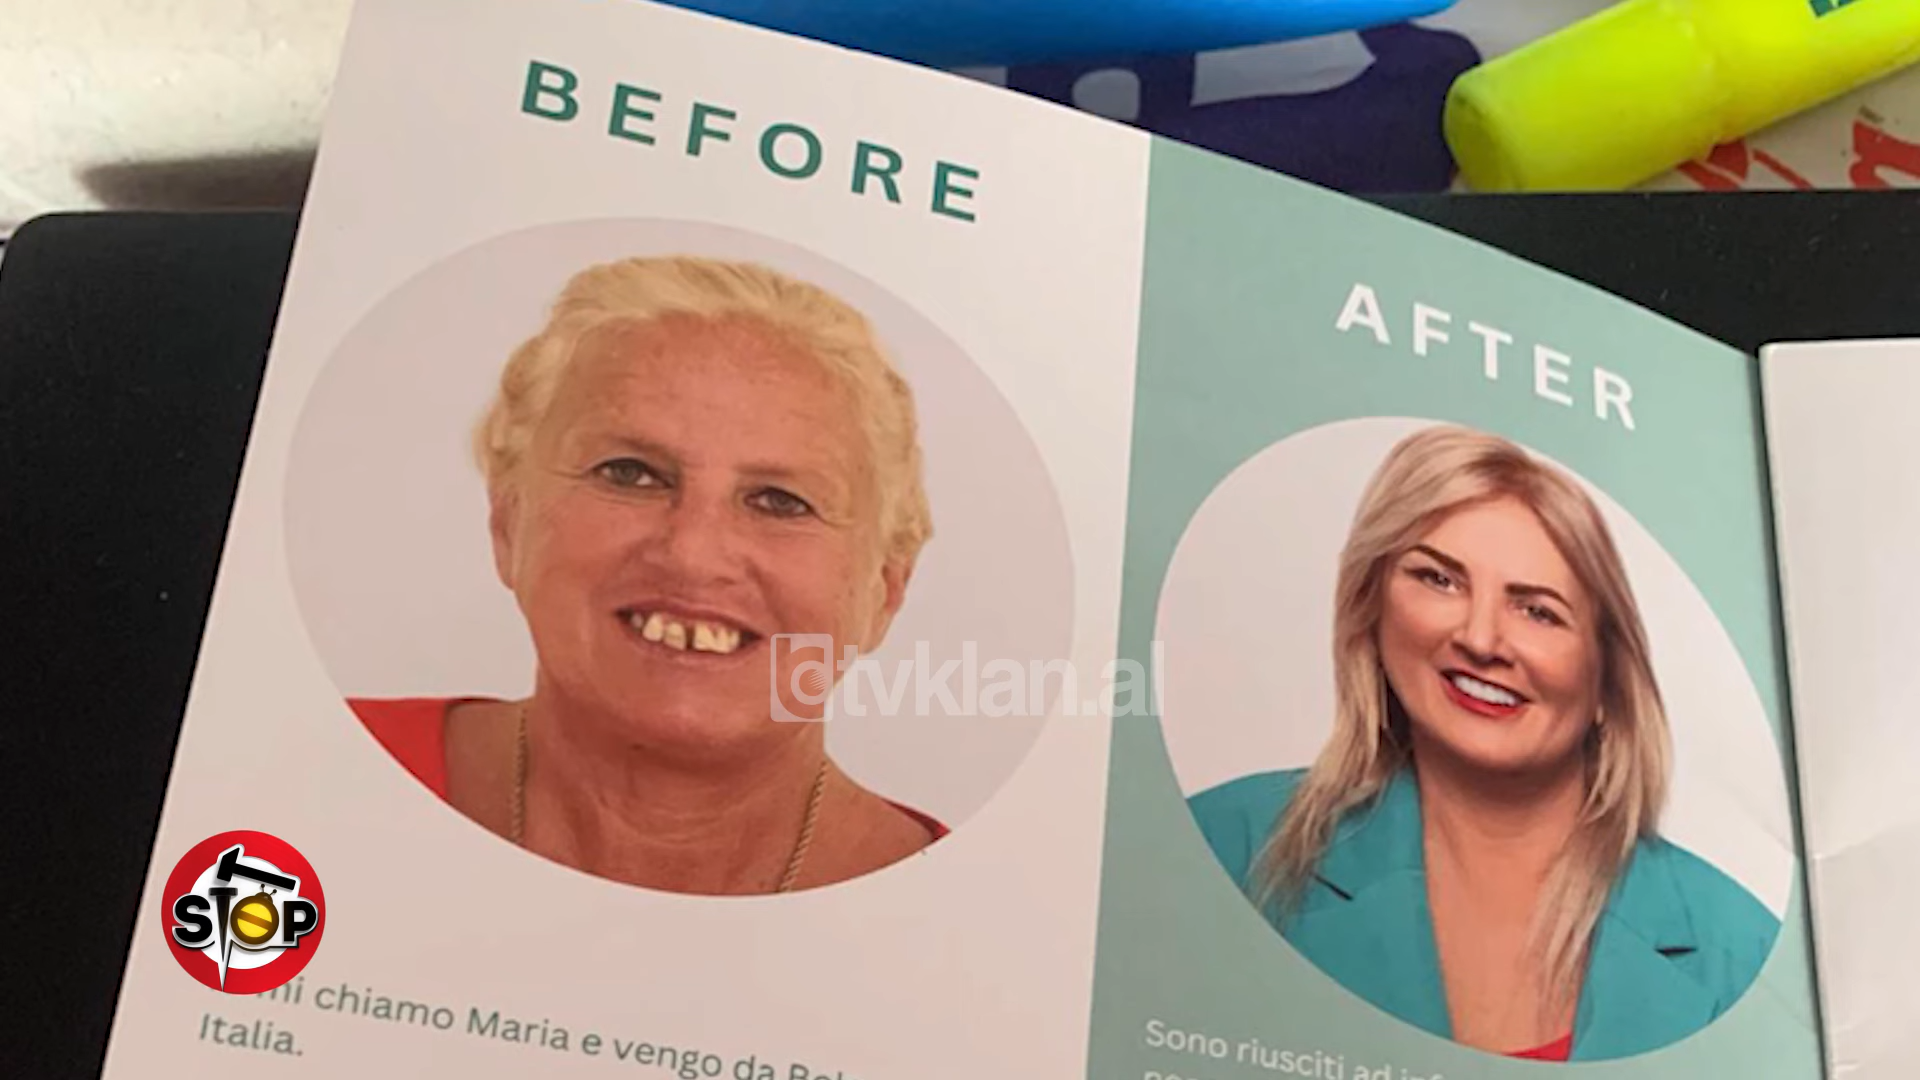 BEFORE
AFTER
tvklan.al
STOP
mi chiamo Maria e vengo da
Italia.
Sono riusciti ad